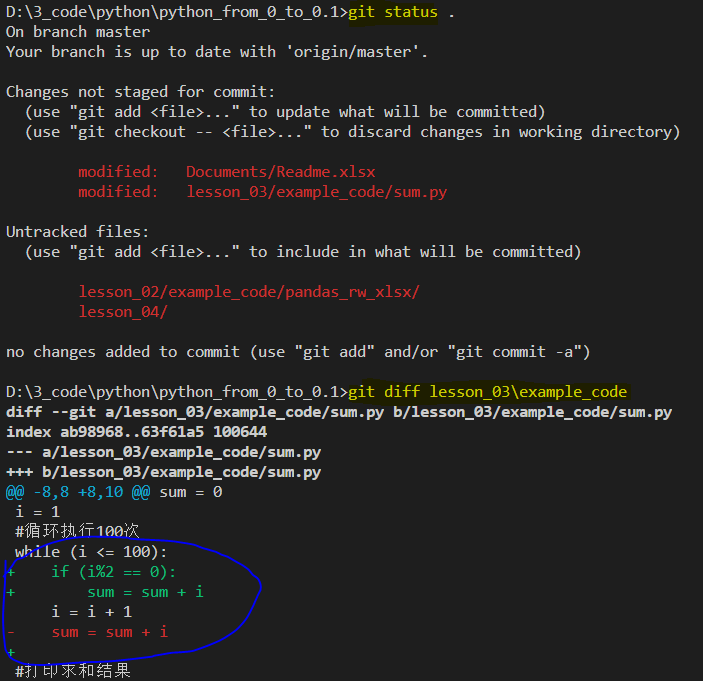 D:\3_code\python\python_from_0_to_0.1>git status .
On branch master
Your branch is up to date with 'origin/master'.
Changes not staged for commit:
  (use "git add <file>..." to update what will be committed)
  (use "git checkout -- <file>..." to discard changes in working directory)
        modified:   Documents/Readme.xlsx
        modified:   lesson_03/example_code/sum.py
Untracked files:
  (use "git add <file>..." to include in what will be committed)
        lesson_02/example_code/pandas_rw_xlsx/
        lesson_04/
no changes added to commit (use "git add" and/or "git commit -a")
D:\3_code\python\python_from_0_to_0.1>git diff lesson_03\example_code
diff --git a/lesson_03/example_code/sum.py b/lesson_03/example_code/sum.py
index ab98968..63f61a5 100644
--- a/lesson_03/example_code/sum.py
+++ b/lesson_03/example_code/sum.py
@@ -8,8 +8,10 @@ sum = 0
 i = 1
 #循环执行100次
 while (i <= 100):
+    if (i%2 == 0):
+        sum = sum + i
     i = i + 1
-    sum = sum + i
+
 #打印求和结果